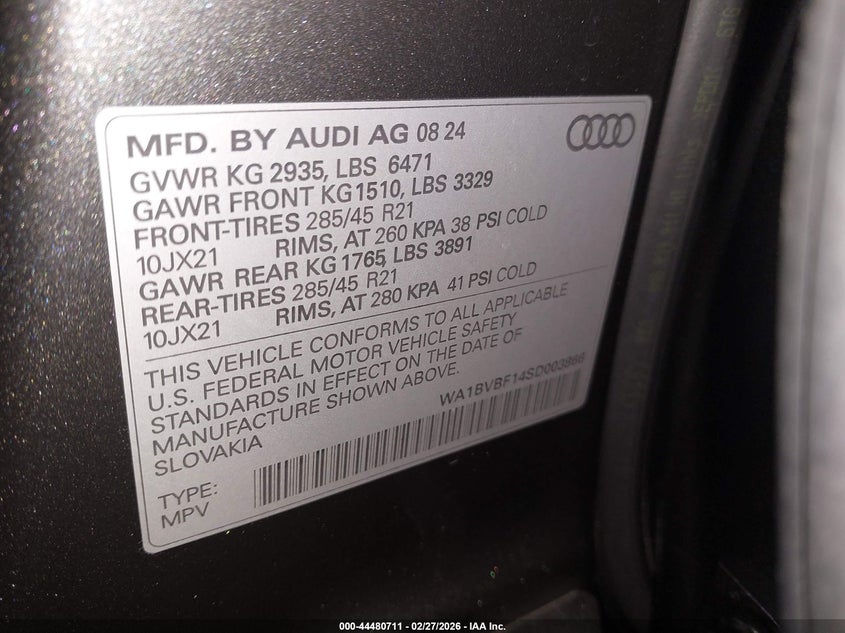 MFD. BY AUDI AG 08 24
GVWR KG 2935, LBS 6471
GAWR FRONT KG1510, LBS 3329
FRONT-TIRES 285/45 R21
10JX21 RIMS, AT 260 KPA 38 PSI COLD
GAWR REAR KG 1765, LBS 3891
REAR-TIRES 285/45 R21
10JX21 RIMS, AT 280 KPA 41 PSI COLD
THIS VEHICLE CONFORMS TO ALL APPLICABLE
U.S. FEDERAL MOTOR VEHICLE SAFETY
STANDARDS IN EFFECT ON THE DATE OF
MANUFACTURE SHOWN ABOVE.
SLOVAKIA
WA1BVBF14SD003886
TYPE:
MPV
000-44480711 - 02/27/2026 - IAA Inc.